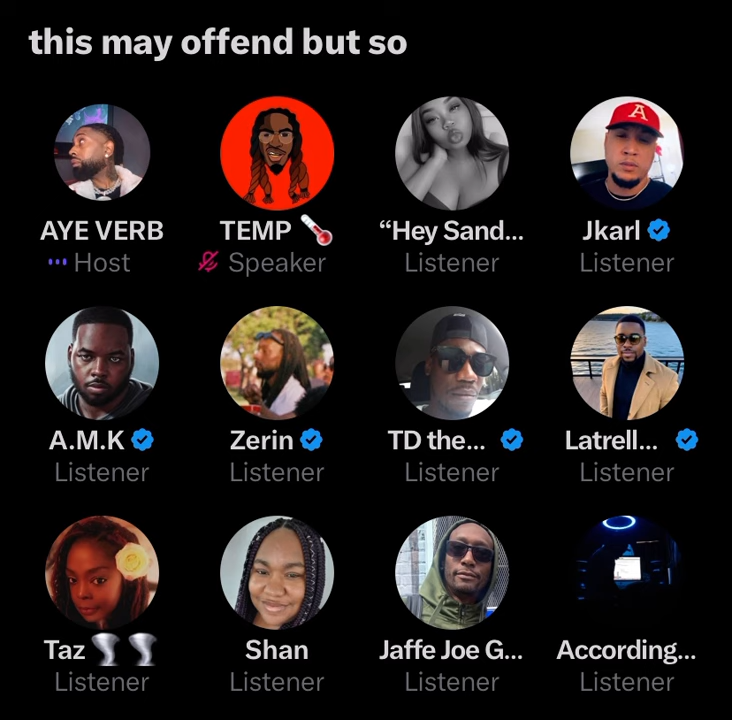 this may offend but so
AYE VERB
TEMP 🌡️
“Hey Sand...
Jkarl
Host
Speaker
Listener
Listener
A.M.K
Zerin
TD the...
Latrell...
Listener
Listener
Listener
Listener
Taz 🌪️🌪️
Shan
Jaffe Joe G...
According...
Listener
Listener
Listener
Listener
A